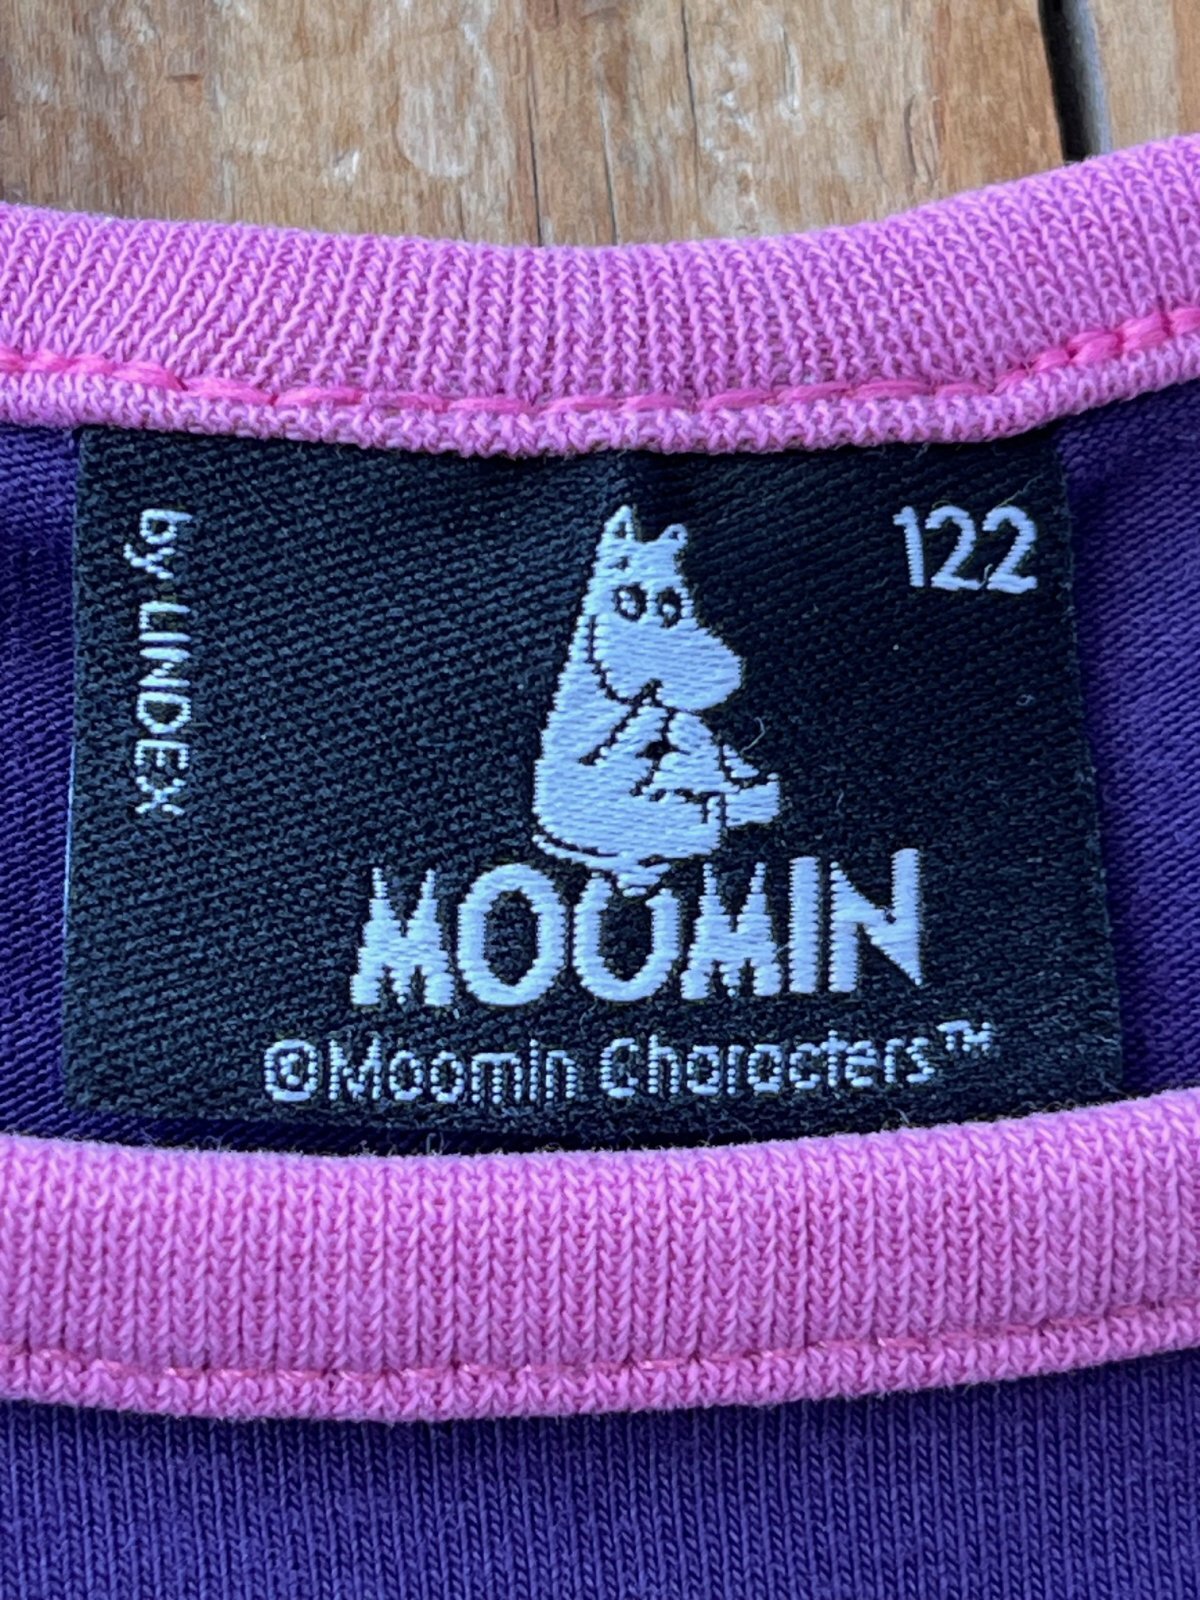 122
by LINDEX
MOOMIN
©Moomin Characters™